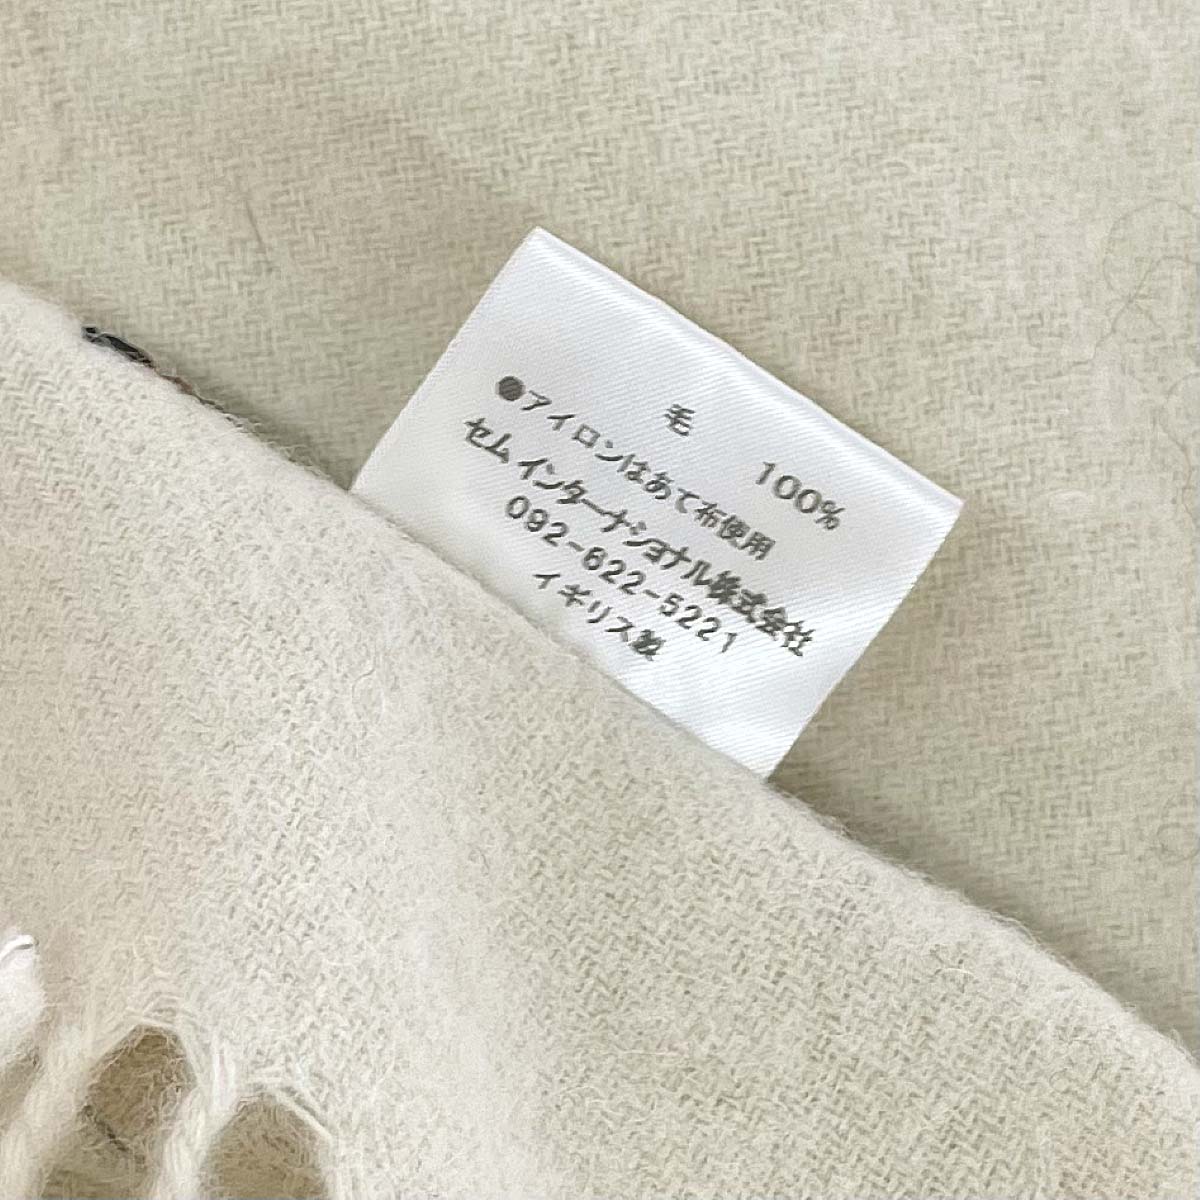 毛 100%
●アイロンはあて布使用
セム インターナショナル株式会社
092-622-5221
イギリス製